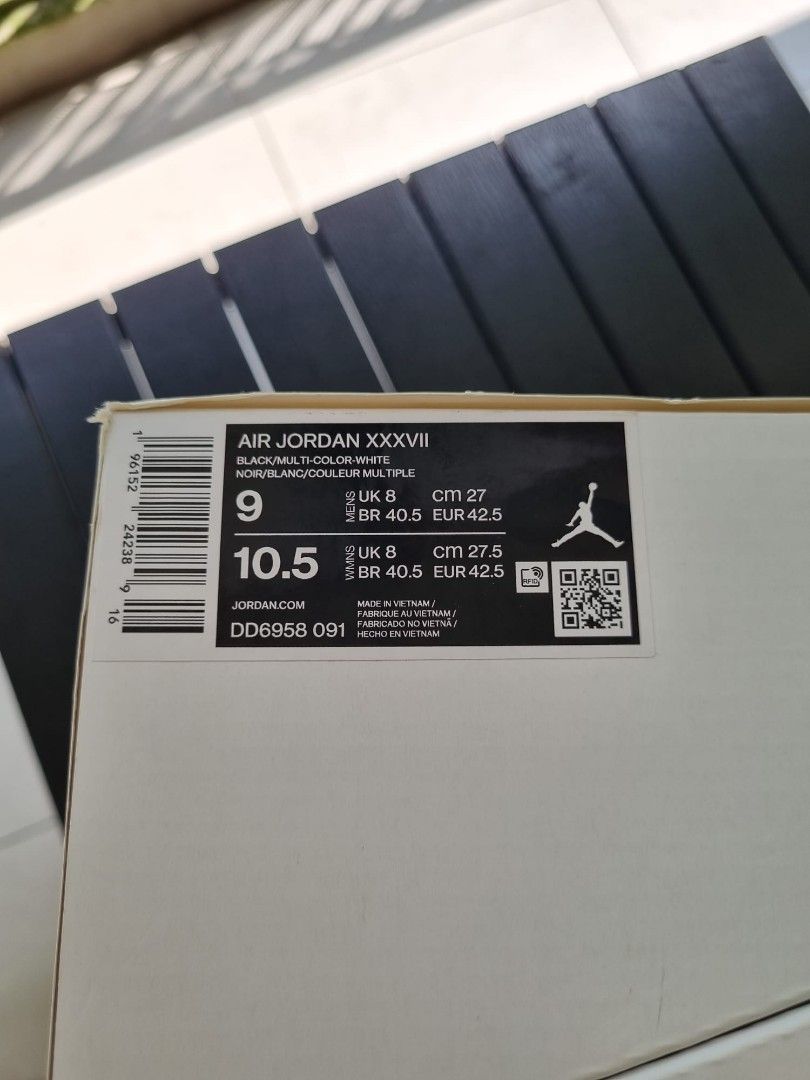 AIR JORDAN XXXVII
BLACK/MULTI-COLOR-WHITE
NOIR/BLANC/COULEUR MULTIPLE
9 MENS UK 8 cm 27
BR 40.5 EUR 42.5
10.5 WMNS UK 8 cm 27.5
BR 40.5 EUR 42.5
RFID
JORDAN.COM
DD6958 091
MADE IN VIETNAM /
FABRIQUE AU VIETNAM /
FABRICADO NO VIETNÃ /
HECHO EN VIETNAM
1 96152 24238 9 16